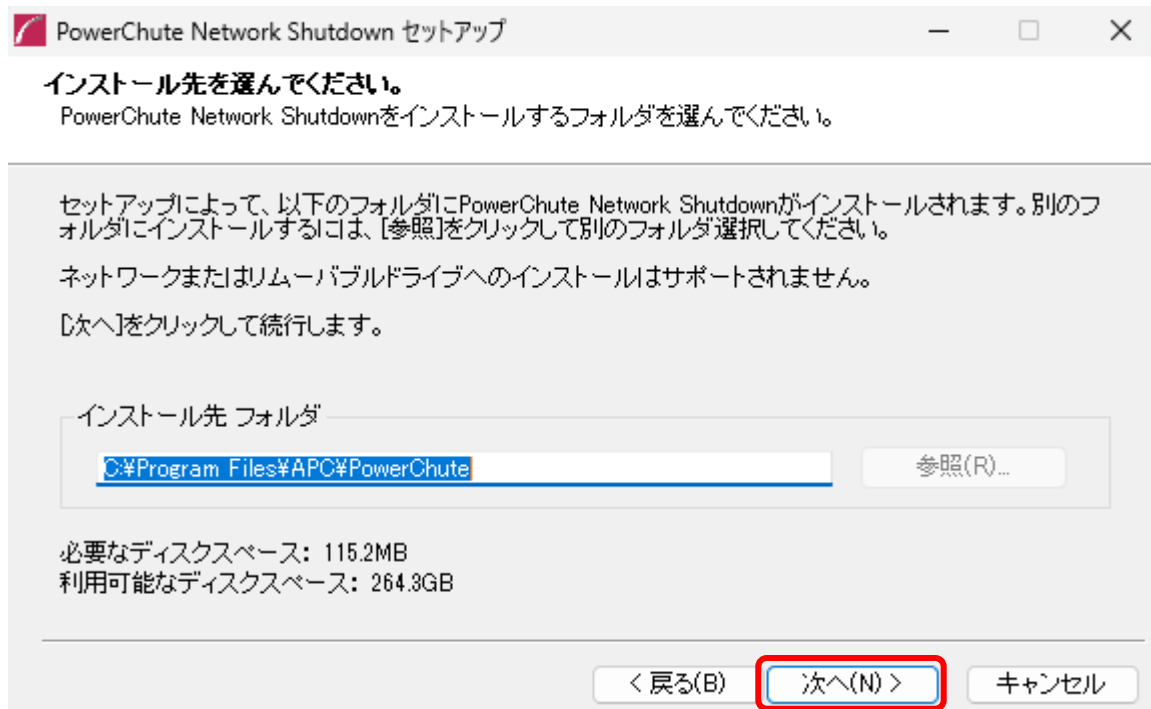 PowerChute Network Shutdown セットアップ
インストール先を選んでください。
PowerChute Network Shutdownをインストールするフォルダを選んでください。
セットアップによって、以下のフォルダにPowerChute Network Shutdownがインストールされます。別のフ
ォルダにインストールするには、[参照]をクリックして別のフォルダ選択してください。
ネットワークまたはリムーバブルドライブへのインストールはサポートされません。
[次へ]をクリックして続行します。
インストール先 フォルダ
C:¥Program Files¥APC¥PowerChute
参照(R)...
必要なディスクスペース: 115.2MB
利用可能なディスクスペース: 264.3GB
< 戻る(B)
次へ(N) >
キャンセル